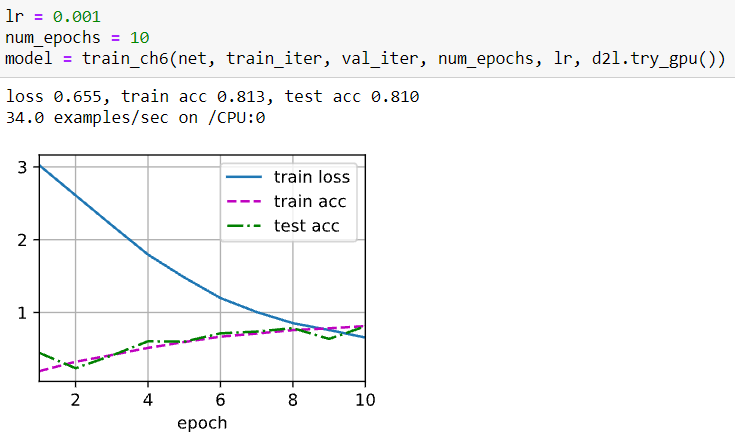 lr = 0.001
num_epochs = 10
model = train_ch6(net, train_iter, val_iter, num_epochs, lr, d2l.try_gpu())
loss 0.655, train acc 0.813, test acc 0.810
34.0 examples/sec on /CPU:0
3
2
1
train loss
train acc
test acc
2 4 6 8 10
epoch